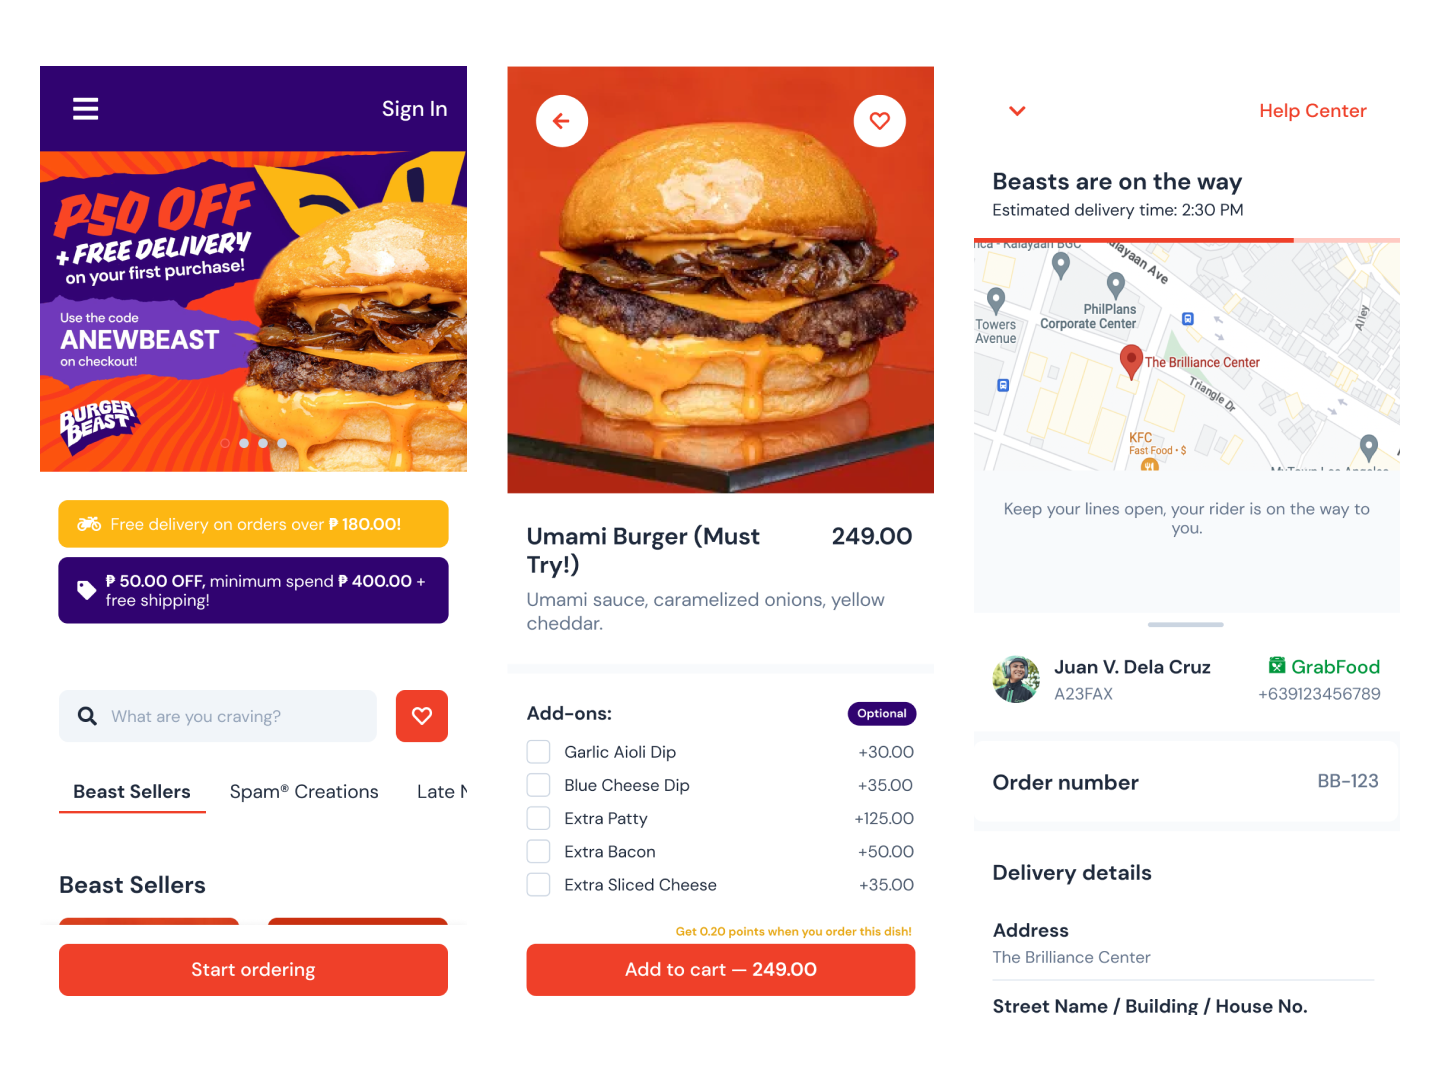 Sign In
₱50 OFF
+ FREE DELIVERY
on your first purchase!
Use the code
ANEWBEAST
on checkout!
BURGER
BEAST
Free delivery on orders over ₱ 180.00!
₱ 50.00 OFF, minimum spend ₱ 400.00 +
free shipping!
What are you craving?
Beast Sellers
Spam® Creations
Late N
Beast Sellers
Start ordering
Umami Burger (Must
Try!)
249.00
Umami sauce, caramelized onions, yellow
cheddar.
Add-ons:
Optional
Garlic Aioli Dip
+30.00
Blue Cheese Dip
+35.00
Extra Patty
+125.00
Extra Bacon
+50.00
Extra Sliced Cheese
+35.00
Get 0.20 points when you order this dish!
Add to cart — 249.00
Help Center
Beasts are on the way
Estimated delivery time: 2:30 PM
Kalayaan BGC
alayaan Ave
PhilPlans
Corporate Center
Towers
Avenue
Alley
The Brilliance Center
Triangle Dr
KFC
Fast Food • $
MyTown Los Angeles
Keep your lines open, your rider is on the way to
you.
Juan V. Dela Cruz
GrabFood
A23FAX
+639123456789
Order number
BB-123
Delivery details
Address
The Brilliance Center
Street Name / Building / House No.